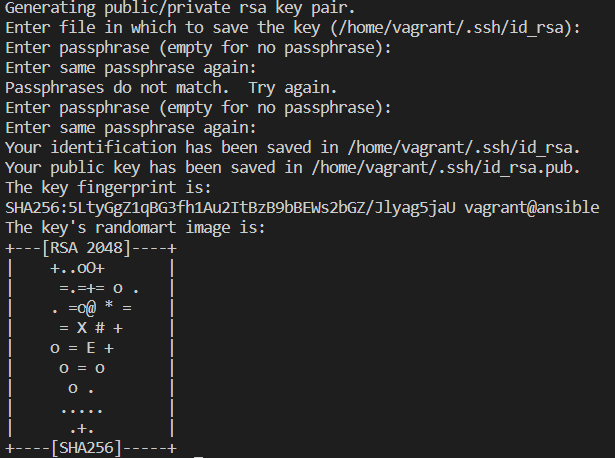 Generating public/private rsa key pair.
Enter file in which to save the key (/home/vagrant/.ssh/id_rsa):
Enter passphrase (empty for no passphrase):
Enter same passphrase again:
Passphrases do not match.  Try again.
Enter passphrase (empty for no passphrase):
Enter same passphrase again:
Your identification has been saved in /home/vagrant/.ssh/id_rsa.
Your public key has been saved in /home/vagrant/.ssh/id_rsa.pub.
The key fingerprint is:
SHA256:5LtyGgZ1qBG3fh1Au2ItBzB9bBEWs2bGZ/Jlyag5jaU vagrant@ansible
The key's randomart image is:
+---[RSA 2048]----+
|    +..oO+       |
|     =.=+= o .   |
|    . =o@ * =    |
|     = X # +     |
|    o = E +      |
|     o = o       |
|      o .        |
|     .....       |
|      .+.        |
+----[SHA256]-----+